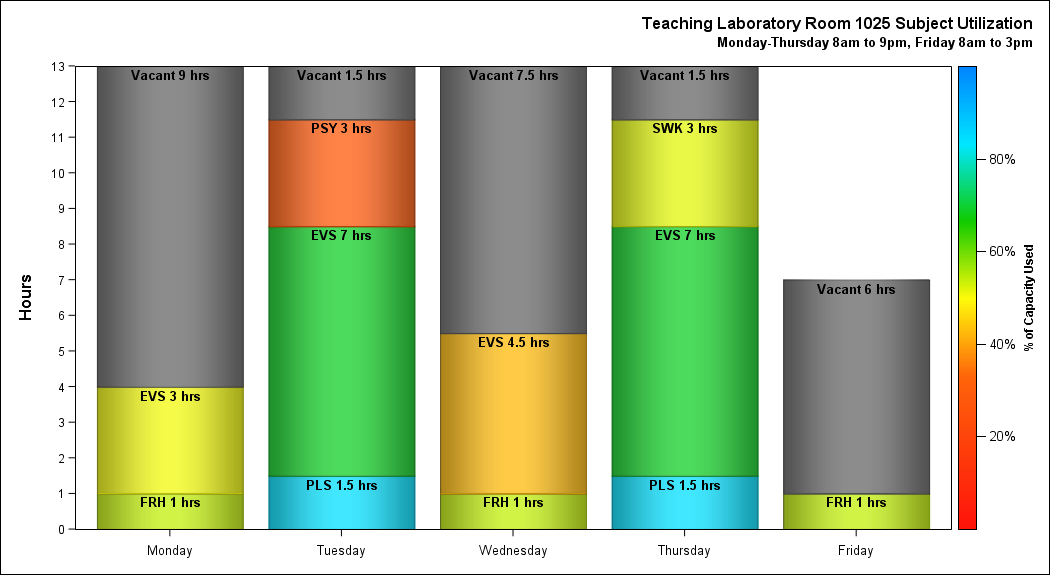 Teaching Laboratory Room 1025 Subject Utilization
Monday-Thursday 8am to 9pm, Friday 8am to 3pm
Hours
13
12
11
10
9
8
7
6
5
4
3
2
1
0
Vacant 9 hrs
EVS 3 hrs
FRH 1 hrs
Vacant 1.5 hrs
PSY 3 hrs
EVS 7 hrs
PLS 1.5 hrs
Vacant 7.5 hrs
EVS 4.5 hrs
FRH 1 hrs
Vacant 1.5 hrs
SWK 3 hrs
EVS 7 hrs
PLS 1.5 hrs
Vacant 6 hrs
FRH 1 hrs
Monday
Tuesday
Wednesday
Thursday
Friday
80%
60%
40%
20%
% of Capacity Used